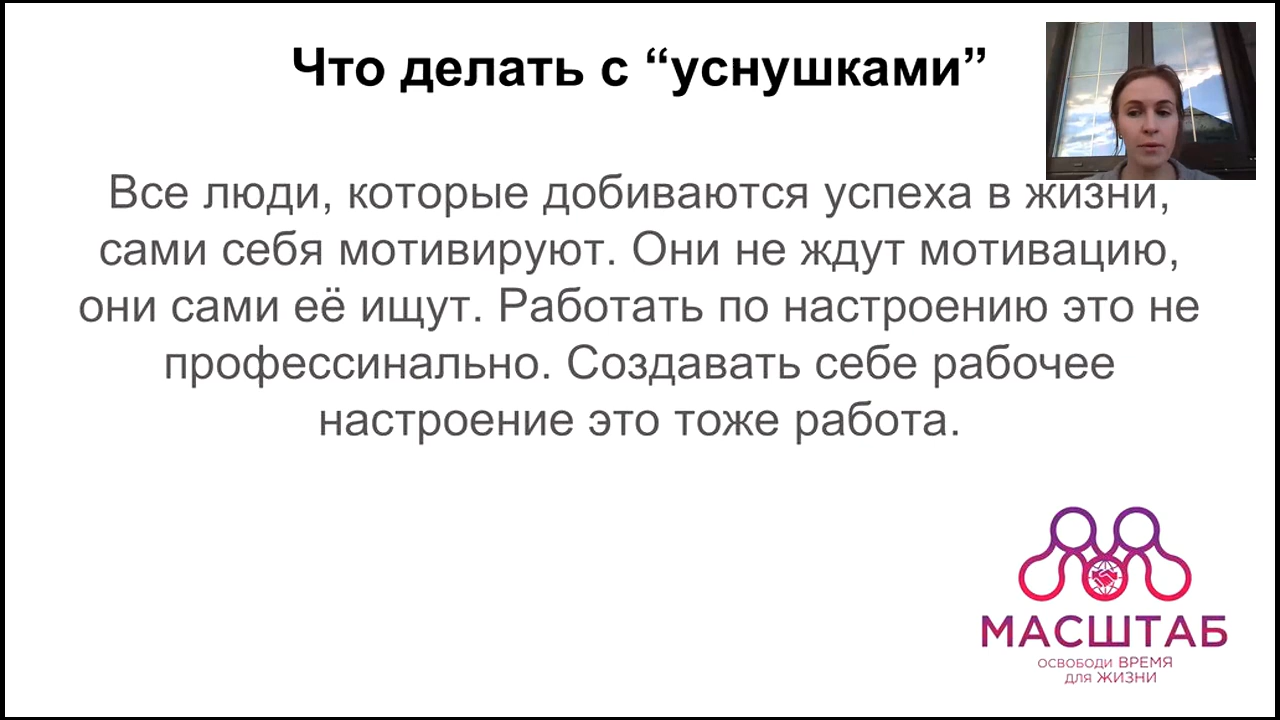 Что делать с “уснушками”
Все люди, которые добиваются успеха в жизни,
сами себя мотивируют. Они не ждут мотивацию,
они сами её ищут. Работать по настроению это не
профессинально. Создавать себе рабочее
настроение это тоже работа.
МАСШТАБ
ОСВОБОДИ ВРЕМЯ
ДЛЯ ЖИЗНИ